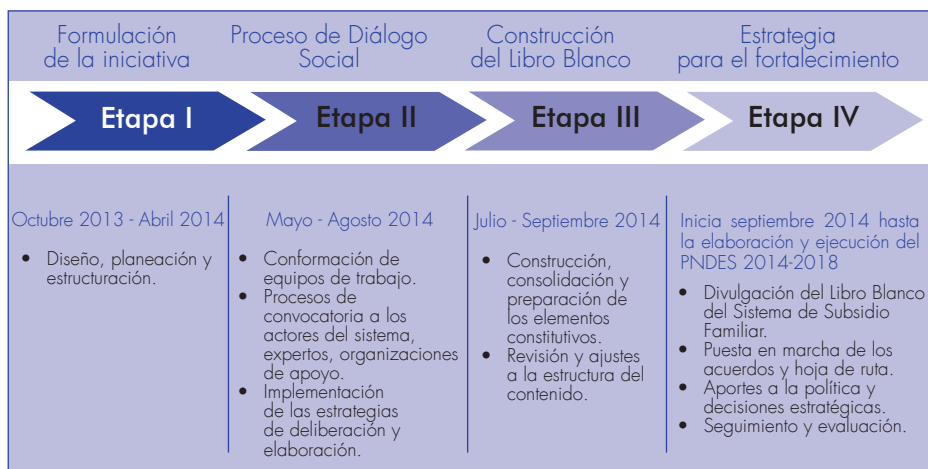 Formulación
de la iniciativa
Proceso de Diálogo
Social
Construcción
del Libro Blanco
Estrategia
para el fortalecimiento
Etapa I
Etapa II
Etapa III
Etapa IV
Octubre 2013 - Abril 2014
• Diseño, planeación y
estructuración.
Mayo - Agosto 2014
• Conformación de
equipos de trabajo.
• Procesos de
convocatoria a los
actores del sistema,
expertos, organizaciones
de apoyo.
• Implementación
de las estrategias
de deliberación y
elaboración.
Julio - Septiembre 2014
• Construcción,
consolidación y
preparación de
los elementos
constitutivos.
• Revisión y ajustes
a la estructura del
contenido.
Inicia septiembre 2014 hasta
la elaboración y ejecución del
PNDES 2014-2018
• Divulgación del Libro Blanco
del Sistema de Subsidio
Familiar.
• Puesta en marcha de los
acuerdos y hoja de ruta.
• Aportes a la política y
decisiones estratégicas.
• Seguimiento y evaluación.